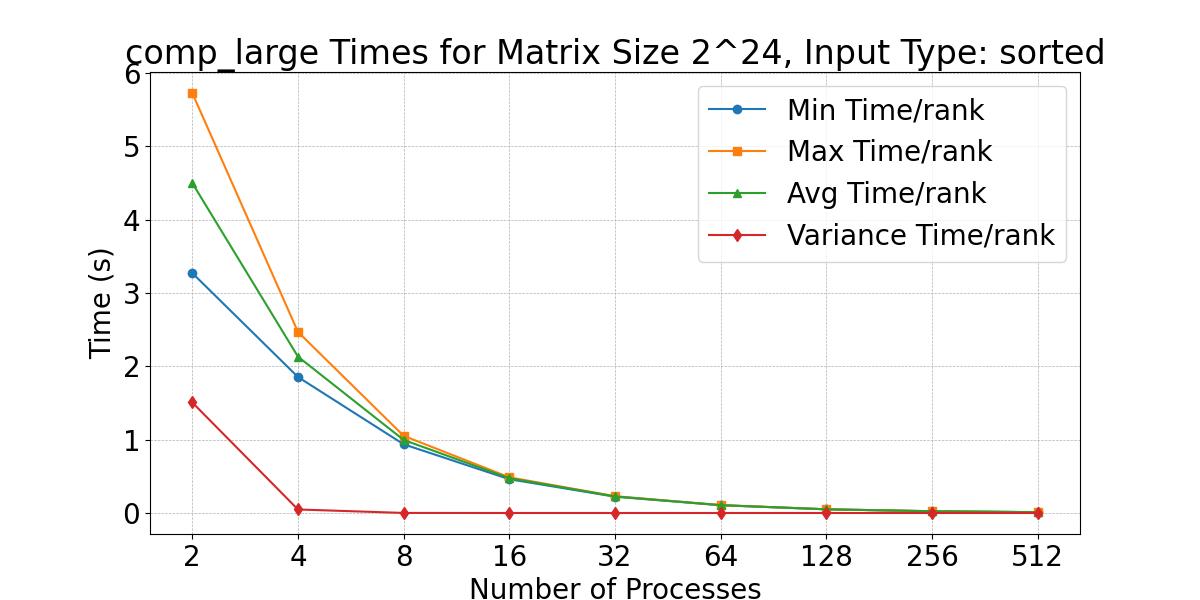 comp_large Times for Matrix Size 2^24, Input Type: sorted
6
5
4
3
2
1
0
Time (s)
Min Time/rank
Max Time/rank
Avg Time/rank
Variance Time/rank
2 4 8 16 32 64 128 256 512
Number of Processes